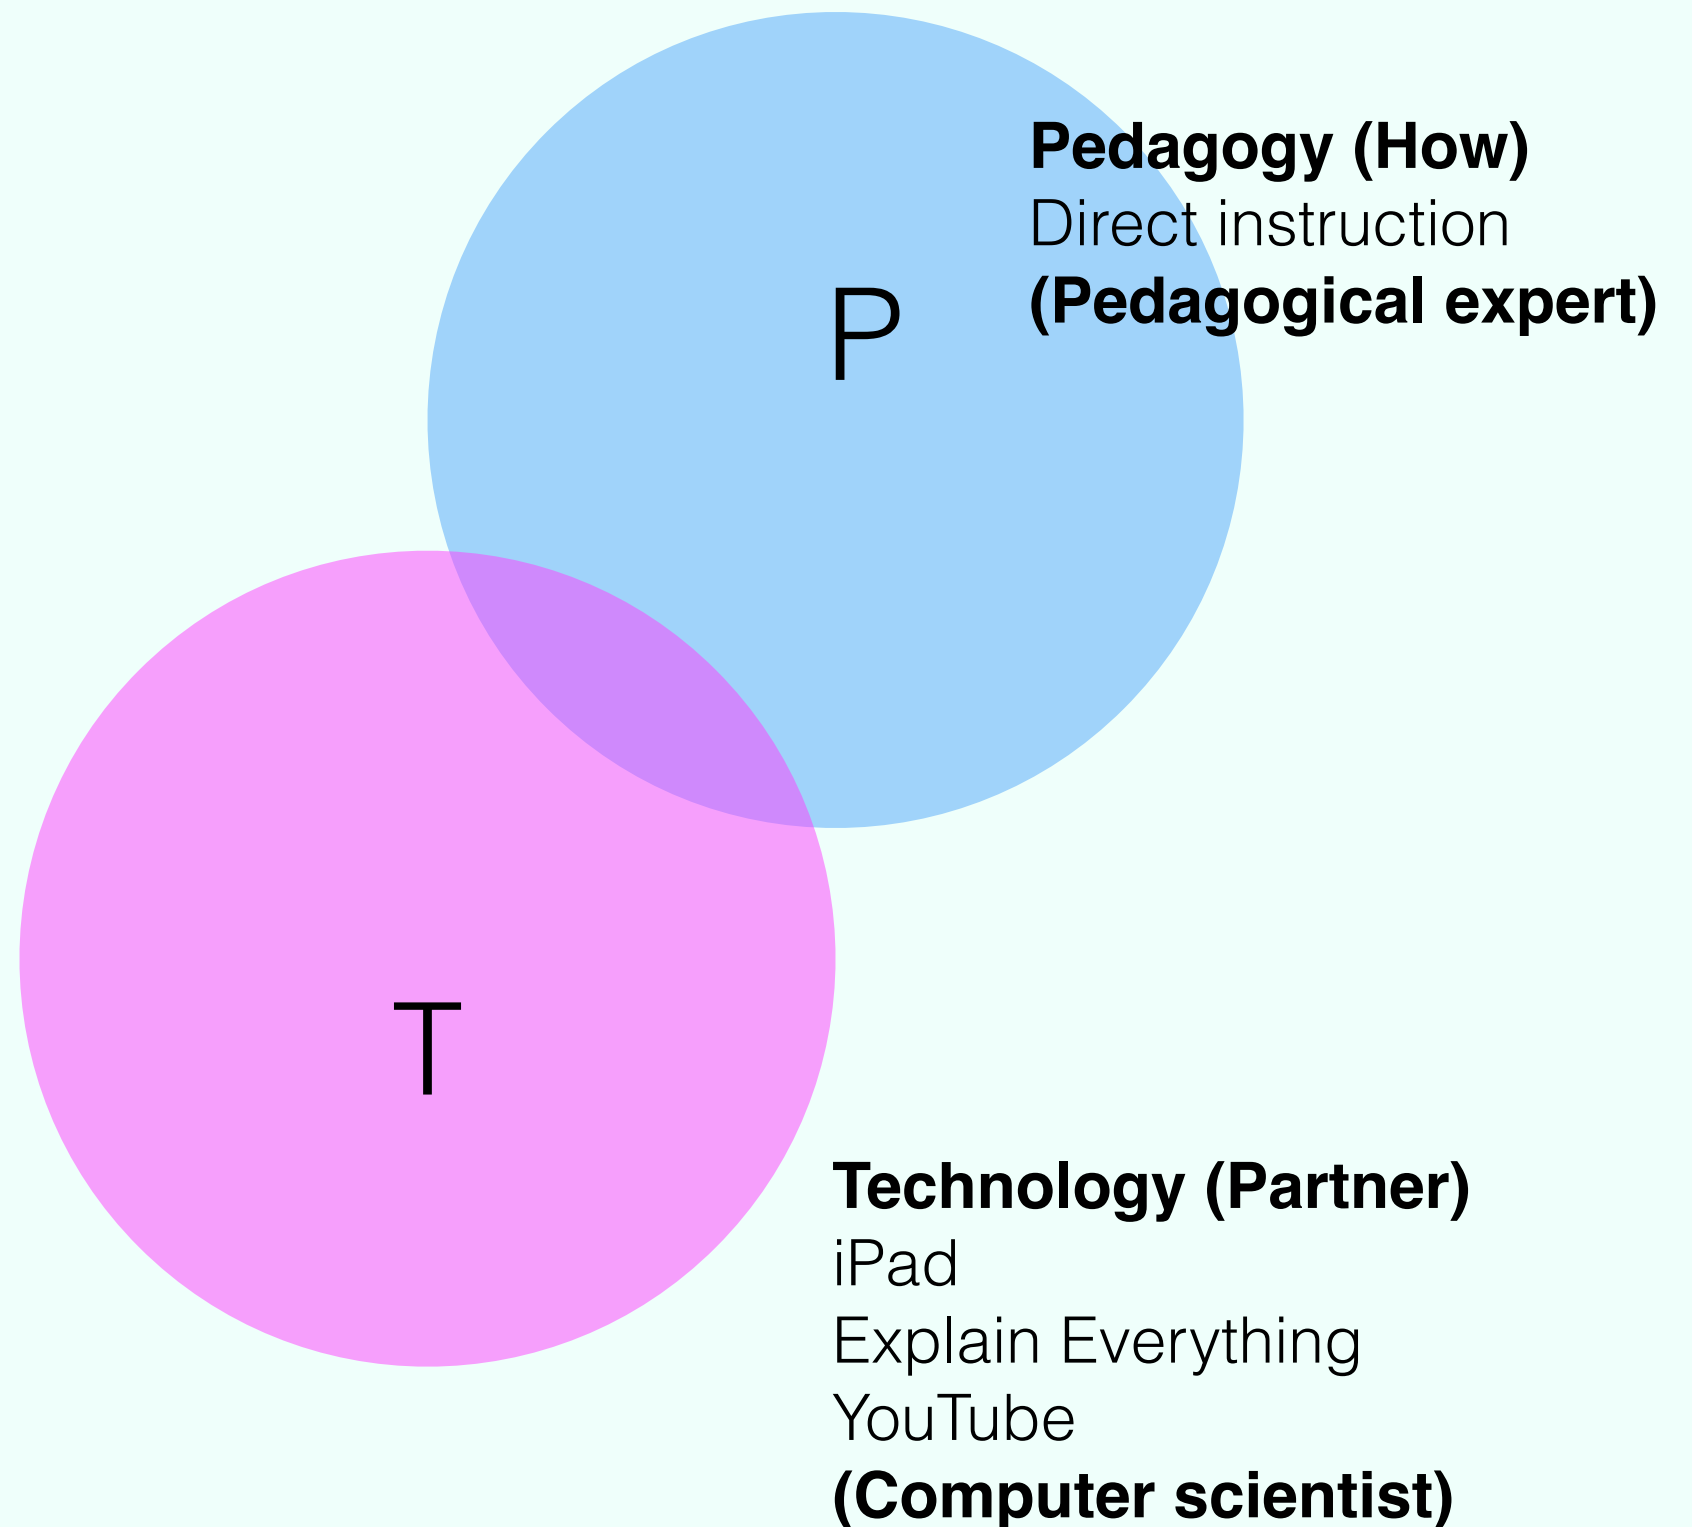 Pedagogy (How)
Direct instruction
(Pedagogical expert)
P
T
Technology (Partner)
iPad
Explain Everything
YouTube
(Computer scientist)